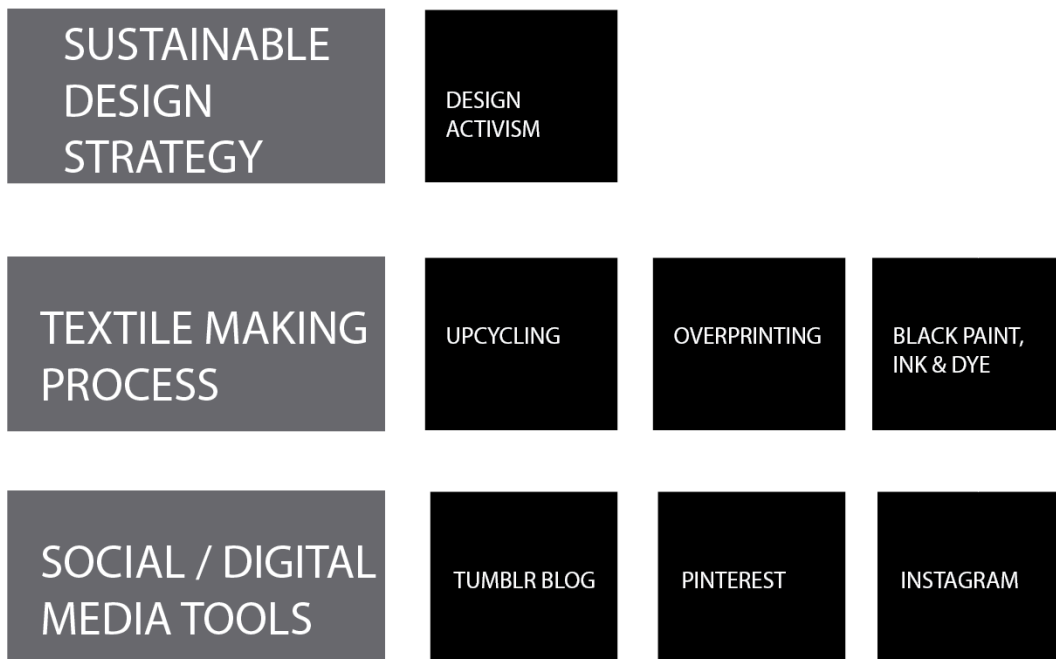 SUSTAINABLE
DESIGN
STRATEGY
DESIGN
ACTIVISM
TEXTILE MAKING
PROCESS
UPCYCLING
OVERPRINTING
BLACK PAINT,
INK & DYE
SOCIAL / DIGITAL
MEDIA TOOLS
TUMBLR BLOG
PINTEREST
INSTAGRAM